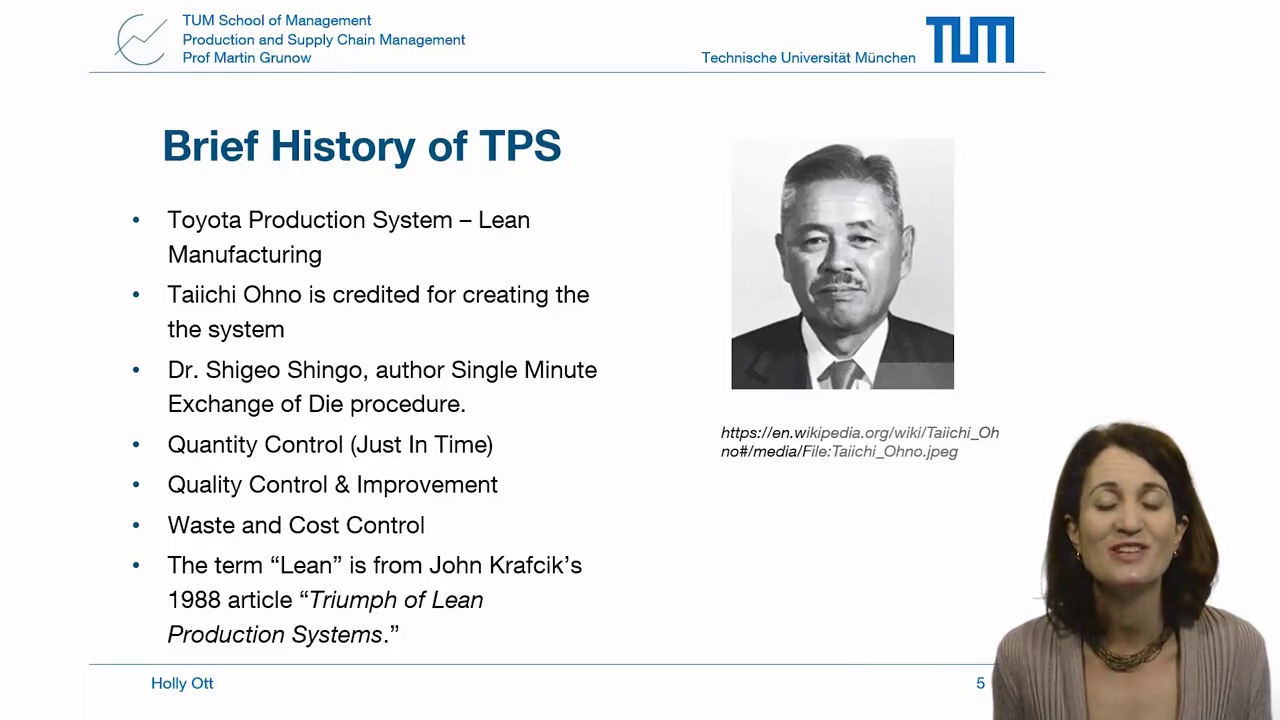 TUM School of Management
Production and Supply Chain Management
Prof Martin Grunow
Technische Universität München
TUM
Brief History of TPS
• Toyota Production System – Lean
Manufacturing
• Taiichi Ohno is credited for creating the
the system
• Dr. Shigeo Shingo, author Single Minute
Exchange of Die procedure.
• Quantity Control (Just In Time)
• Quality Control & Improvement
• Waste and Cost Control
• The term “Lean” is from John Krafcik’s
1988 article “Triumph of Lean
Production Systems.”
https://en.wikipedia.org/wiki/Taiichi_Oh
no#/media/File:Taiichi_Ohno.jpeg
Holly Ott
5